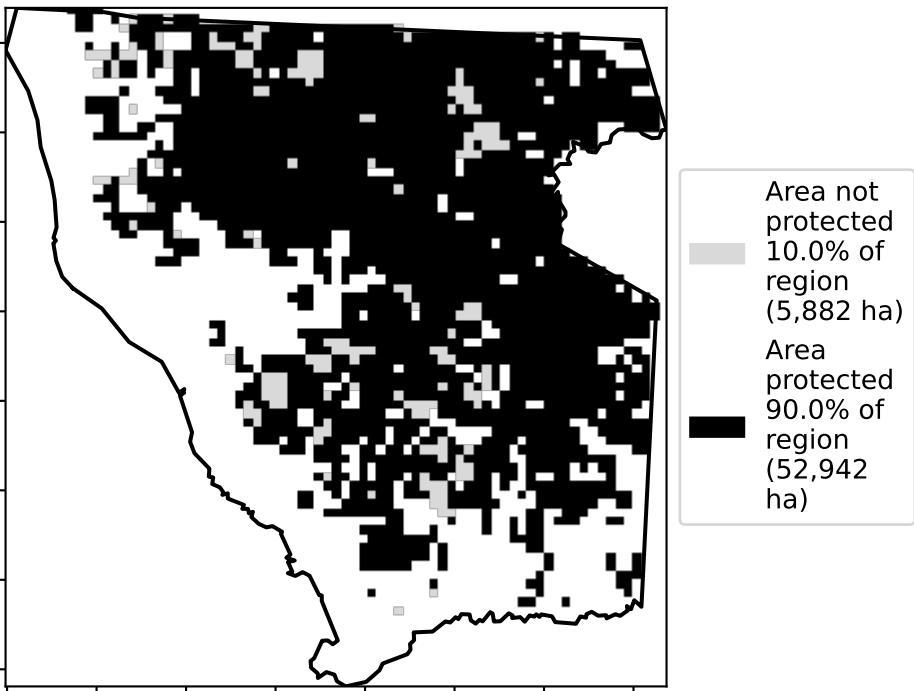 Area not
protected
10.0% of
region
(5,882 ha)
Area
protected
90.0% of
region
(52,942
ha)